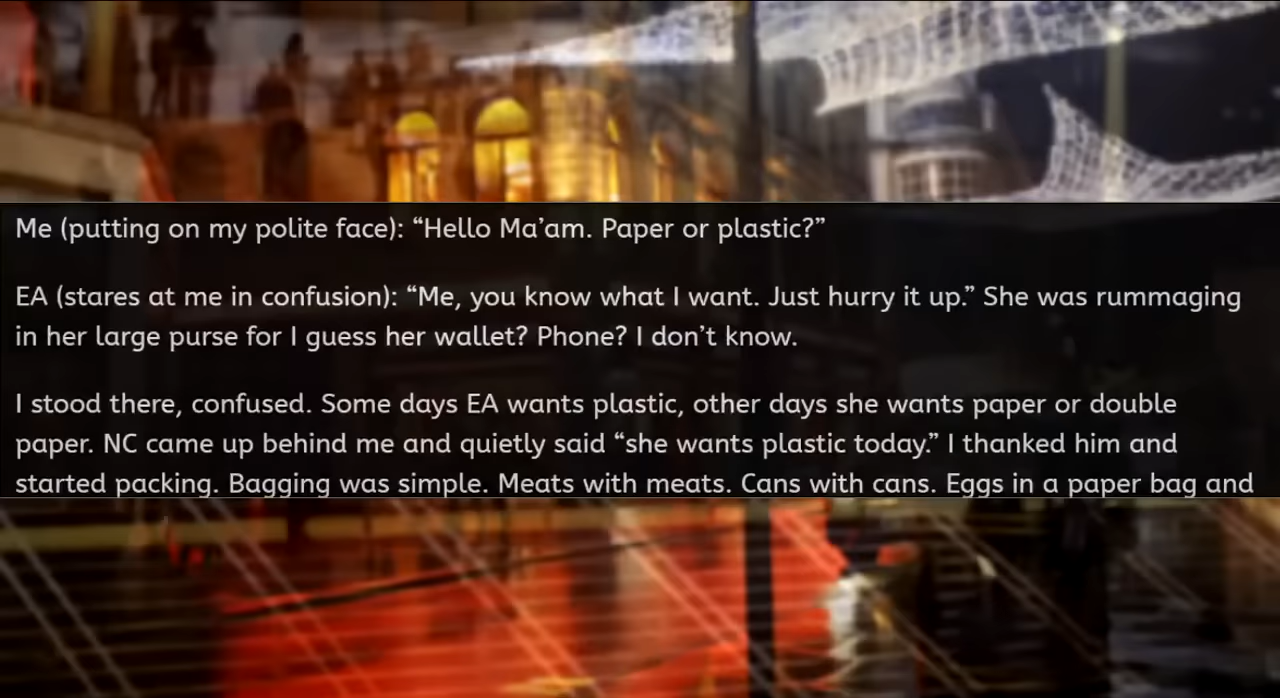 Me (putting on my polite face): “Hello Ma’am. Paper or plastic?”
EA (stares at me in confusion): “Me, you know what I want. Just hurry it up.” She was rummaging
in her large purse for I guess her wallet? Phone? I don’t know.
I stood there, confused. Some days EA wants plastic, other days she wants paper or double
paper. NC came up behind me and quietly said “she wants plastic today.” I thanked him and
started packing. Bagging was simple. Meats with meats. Cans with cans. Eggs in a paper bag and